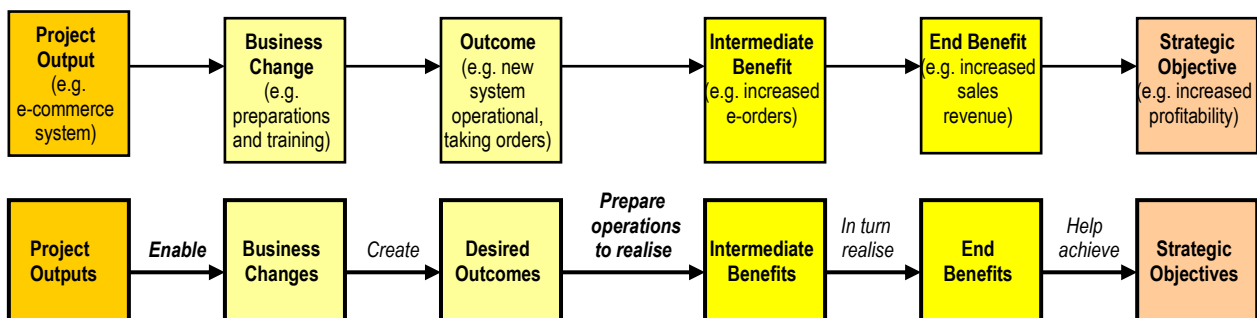 Project
Output
(e.g.
e-commerce
system)
Business
Change
(e.g.
preparations
and training)
Outcome
(e.g. new
system
operational,
taking orders)
Intermediate
Benefit
(e.g. increased
e-orders)
End Benefit
(e.g. increased
sales
revenue)
Strategic
Objective
(e.g. increased
profitability)
Project
Outputs
Enable
Business
Changes
Create
Desired
Outcomes
Prepare
operations
to realise
Intermediate
Benefits
In turn
realise
End
Benefits
Help
achieve
Strategic
Objectives